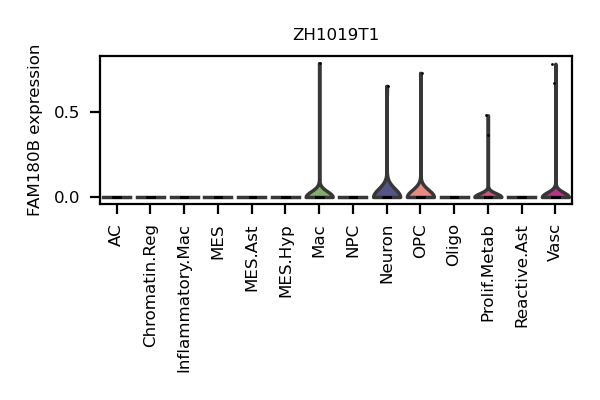 ZH1019T1
FAM180B expression
0.5
0.0
AC
Chromatin.Reg
Inflammatory.Mac
MES
MES.Ast
MES.Hyp
Mac
NPC
Neuron
OPC
Oligo
Prolif.Metab
Reactive.Ast
Vasc